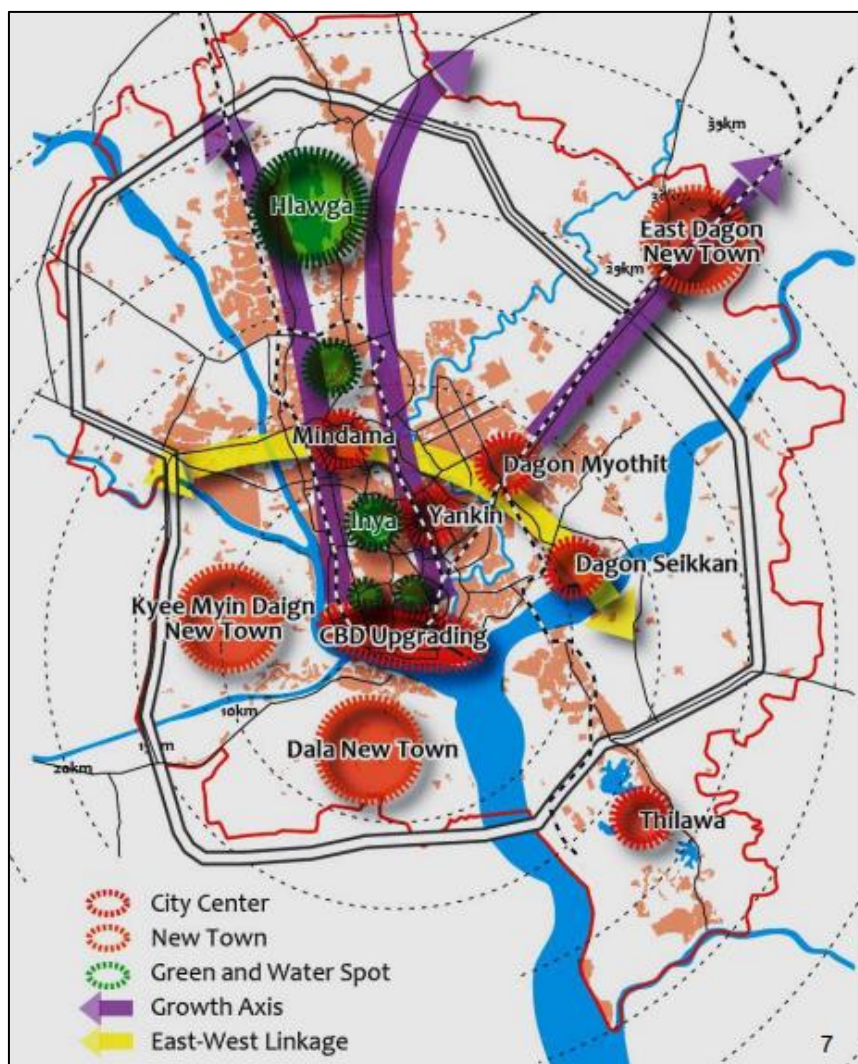 33km
Hlawga
East Dagon
New Town
29km
Mindama
Dagon Myothit
Inya
Yankin
Dagon Seikkan
Kyee Myin Daign
New Town
CBD Upgrading
10km
20km
Dala New Town
Thilawa
City Center
New Town
Green and Water Spot
Growth Axis
East-West Linkage
7